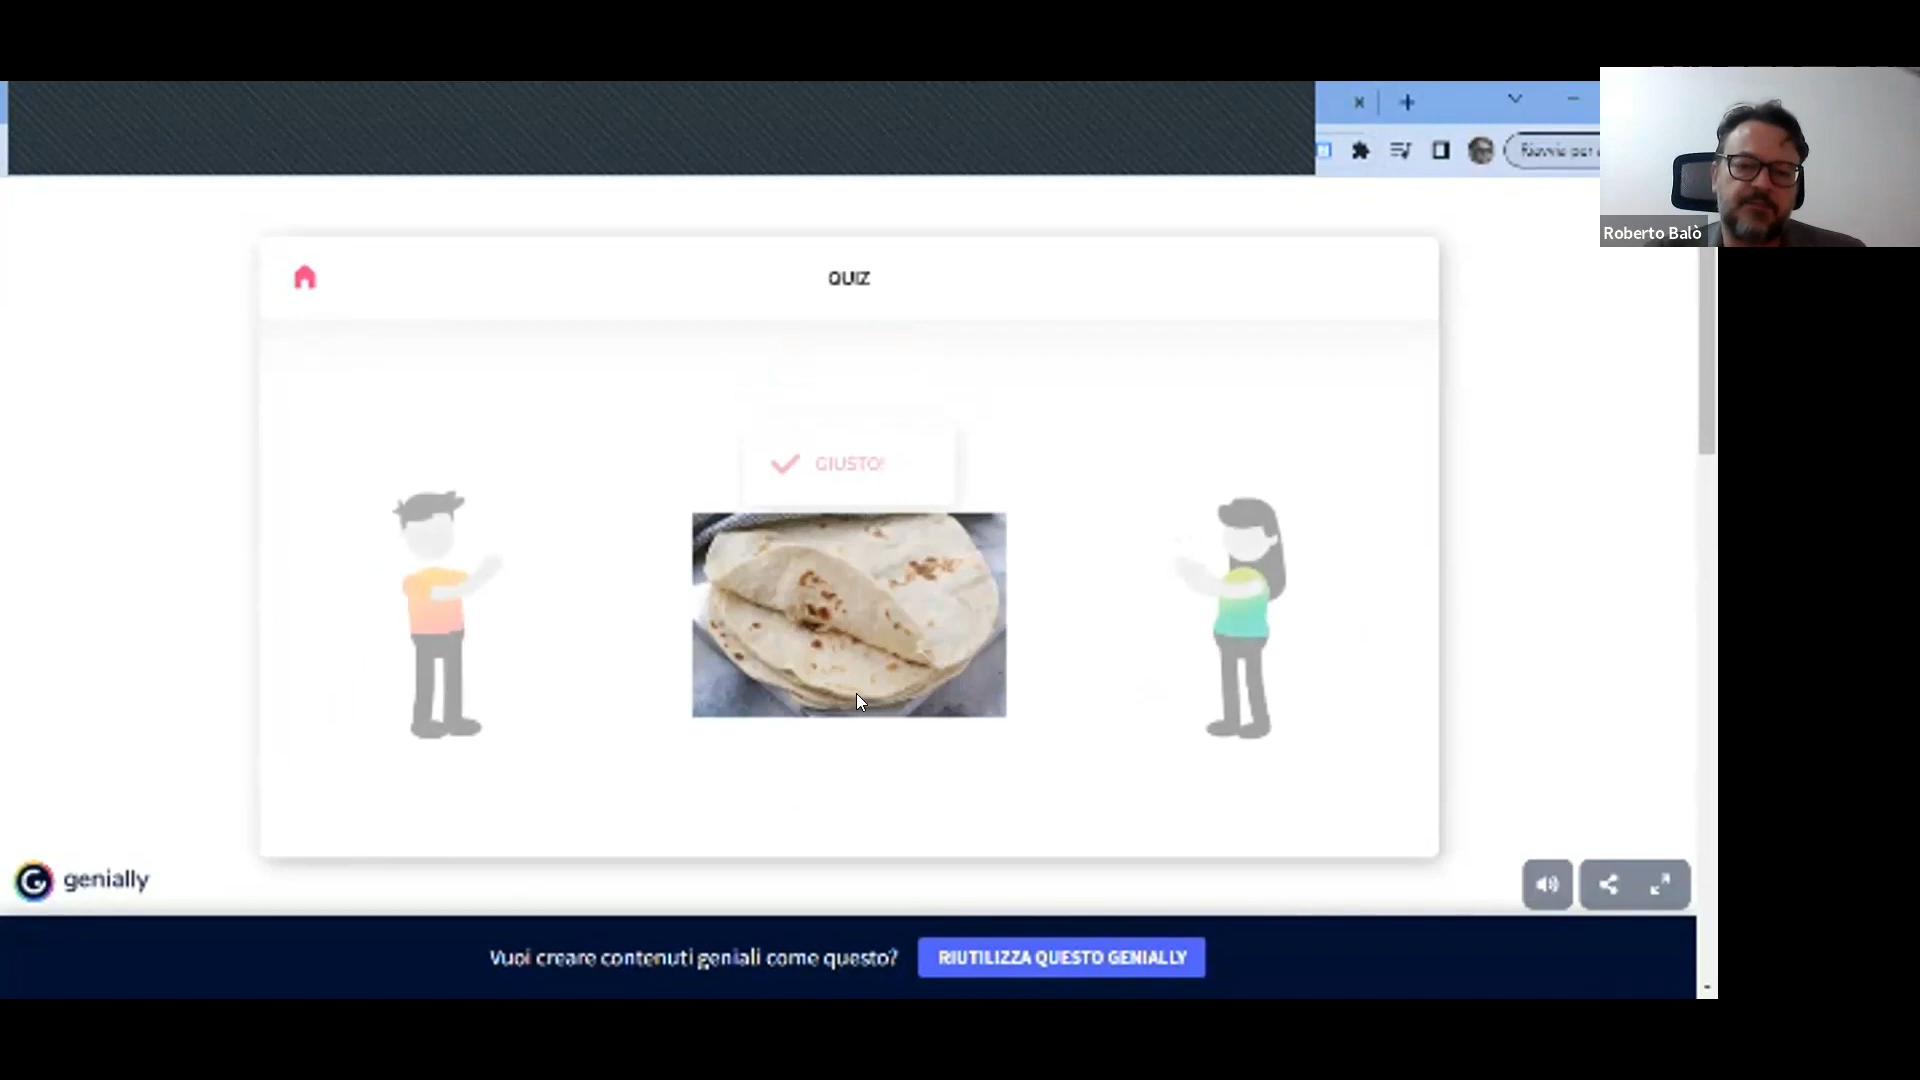 Roberto Balò
QUIZ
GIUSTO!
genially
Vuoi creare contenuti geniali come questo?
RIUTILIZZA QUESTO GENIALLY